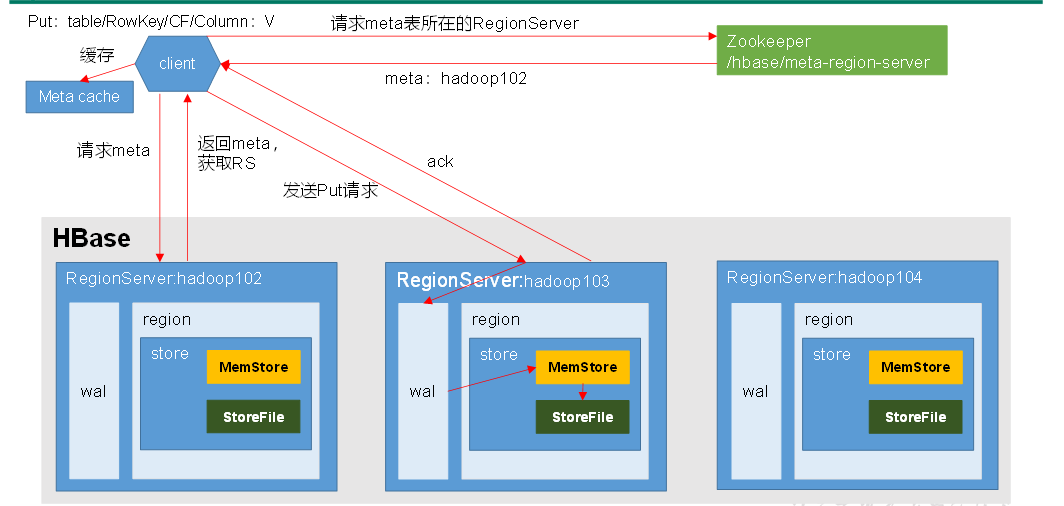 Put：table/RowKey/CF/Column：V
请求meta表所在的RegionServer
Zookeeper
/hbase/meta-region-server
缓存
client
meta：hadoop102
Meta cache
请求meta
返回meta，
获取RS
ack
发送Put请求
HBase
RegionServer:hadoop102
wal
region
store
MemStore
StoreFile
RegionServer:hadoop103
wal
region
store
MemStore
StoreFile
RegionServer:hadoop104
wal
region
store
MemStore
StoreFile